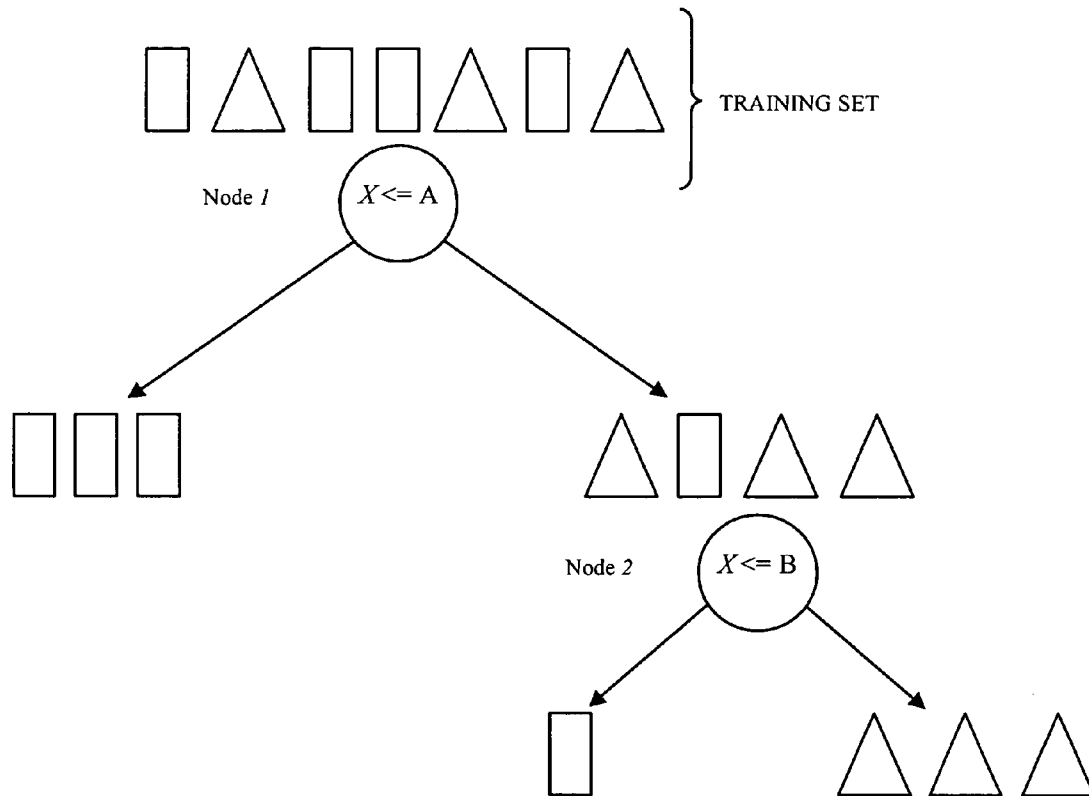 TRAINING SET
Node 1
X <= A
Node 2
X <= B